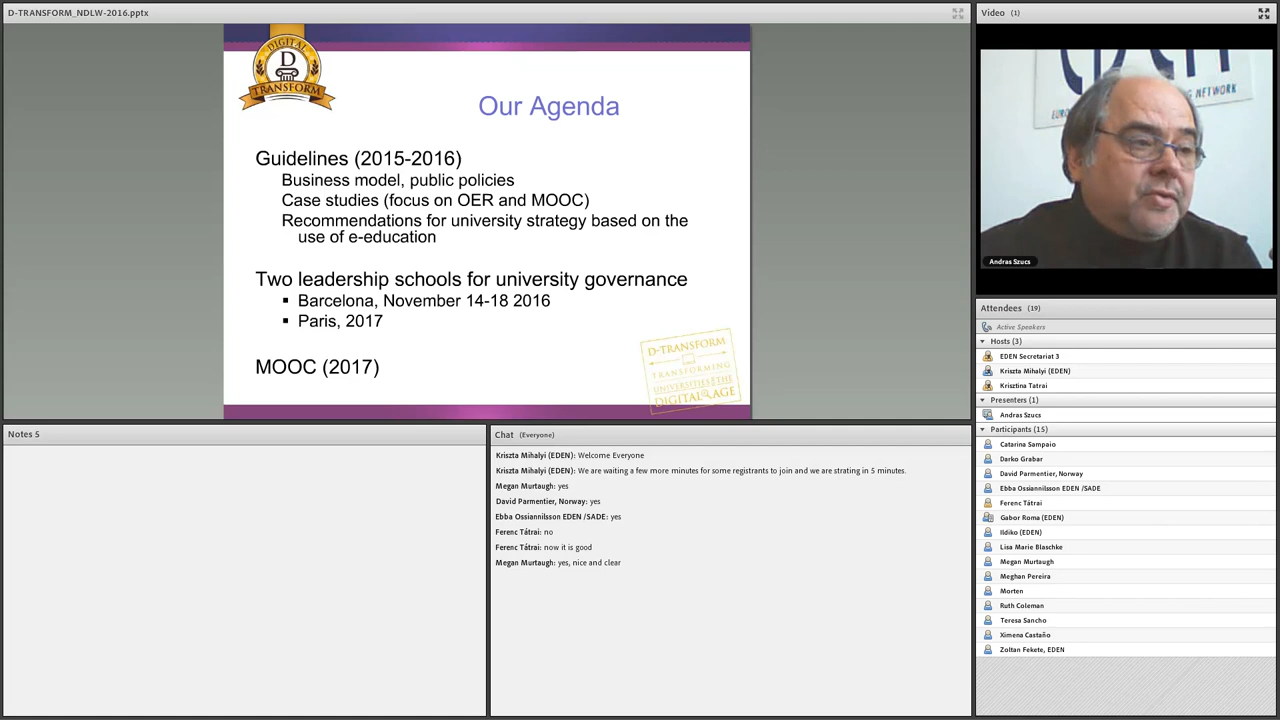 D-TRANSFORM_NDLW-2016.pptx
DIGITAL
D
TRANSFORM
Our Agenda
Guidelines (2015-2016)
Business model, public policies
Case studies (focus on OER and MOOC)
Recommendations for university strategy based on the
use of e-education
Two leadership schools for university governance
▪ Barcelona, November 14-18 2016
▪ Paris, 2017
MOOC (2017)
D-TRANSFORM
TRANSFORMING
UNIVERSITIES
DIGITAL AGE
Video (1)
NETWORK
Andras Szucs
Attendees (19)
Active Speakers
Hosts (3)
EDEN Secretariat 3
Kriszta Mihalyi (EDEN)
Krisztina Tatrai
Presenters (1)
Andras Szucs
Participants (15)
Catarina Sampaio
Darko Grabar
David Parmentier, Norway
Ebba Ossiannilsson EDEN /SADE
Ferenc Tátrai
Gabor Roma (EDEN)
Ildiko (EDEN)
Lisa Marie Blaschke
Megan Murtaugh
Meghan Pereira
Morten
Ruth Coleman
Teresa Sancho
Ximena Castaño
Zoltan Fekete, EDEN
Notes 5
Chat (Everyone)
Kriszta Mihalyi (EDEN): Welcome Everyone
Kriszta Mihalyi (EDEN): We are waiting a few more minutes for some registrants to join and we are strating in 5 minutes.
Megan Murtaugh: yes
David Parmentier, Norway: yes
Ebba Ossiannilsson EDEN /SADE: yes
Ferenc Tátrai: no
Ferenc Tátrai: now it is good
Megan Murtaugh: yes, nice and clear